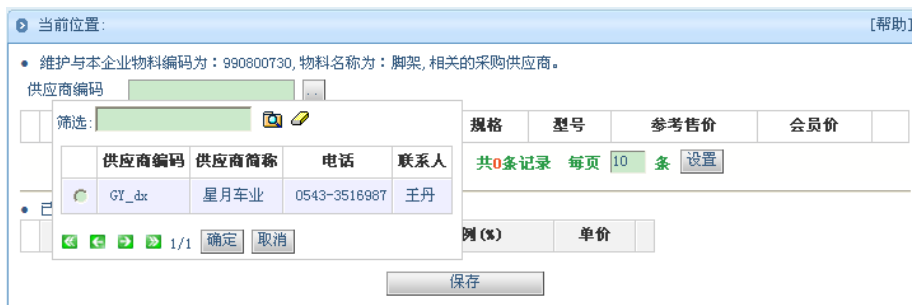 当前位置: [帮助]
维护与本企业物料编码为：990800730,物料名称为：脚架,相关的采购供应商。
供应商编码 ..
筛选:
规格 型号 参考售价 会员价
供应商编码 供应商简称 电话 联系人
共0条记录 每页 10 条 设置
GY_dx 星月车业 0543-3516987 王丹
1/1 确定 取消
(%) 单价
保存